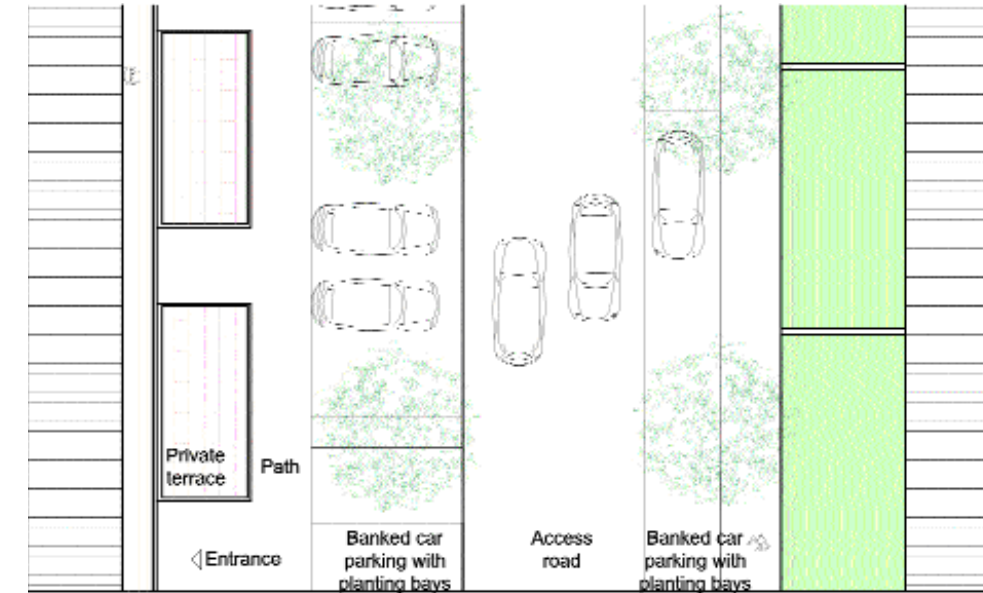 Private
terrace
Path
Entrance
Banked car
parking with
planting bays
Access
road
Banked car
parking with
planting bays